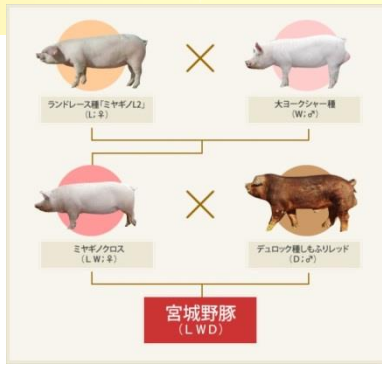 ランドレース種「ミヤギノL2」
(L;♀)
大ヨークシャー種
(W;♂)
ミヤギノクロス
(LW;♀)
デュロック種しもふりレッド
(D;♂)
宮城野豚
(LWD)